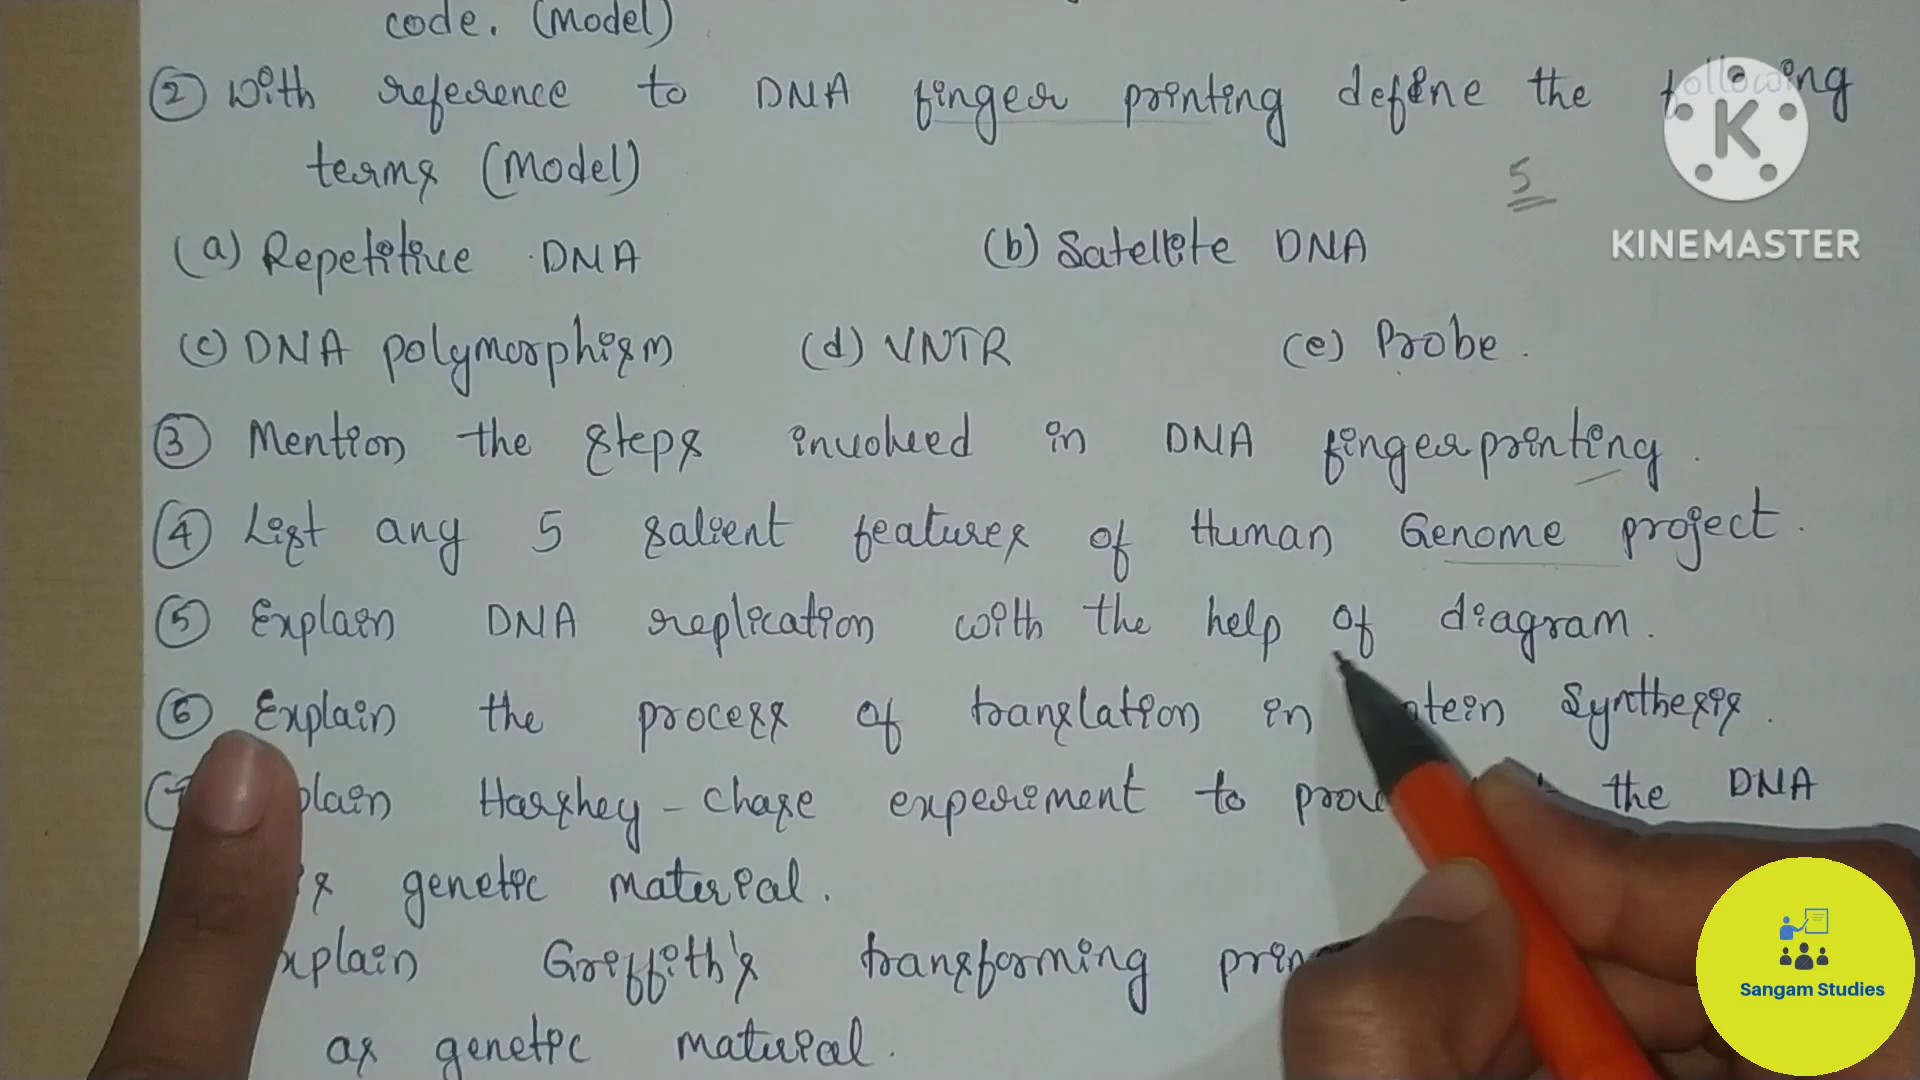 code. (Model)
② With reference to DNA finger printing define the following
terms (Model)
5
KINEMASTER
(a) Repetitive DNA (b) Satellite DNA
(c) DNA polymorphism (d) VNTR (e) Probe.
③ Mention the steps involved in DNA fingerprinting.
④ List any 5 salient features of Human Genome project.
⑤ Explain DNA replication with the help of diagram.
⑥ Explain the process of translation in Synthesis.
Harshey - chase experiment to the DNA
genetic material.
Griffith's transforming
as genetic material.
Sangam Studies